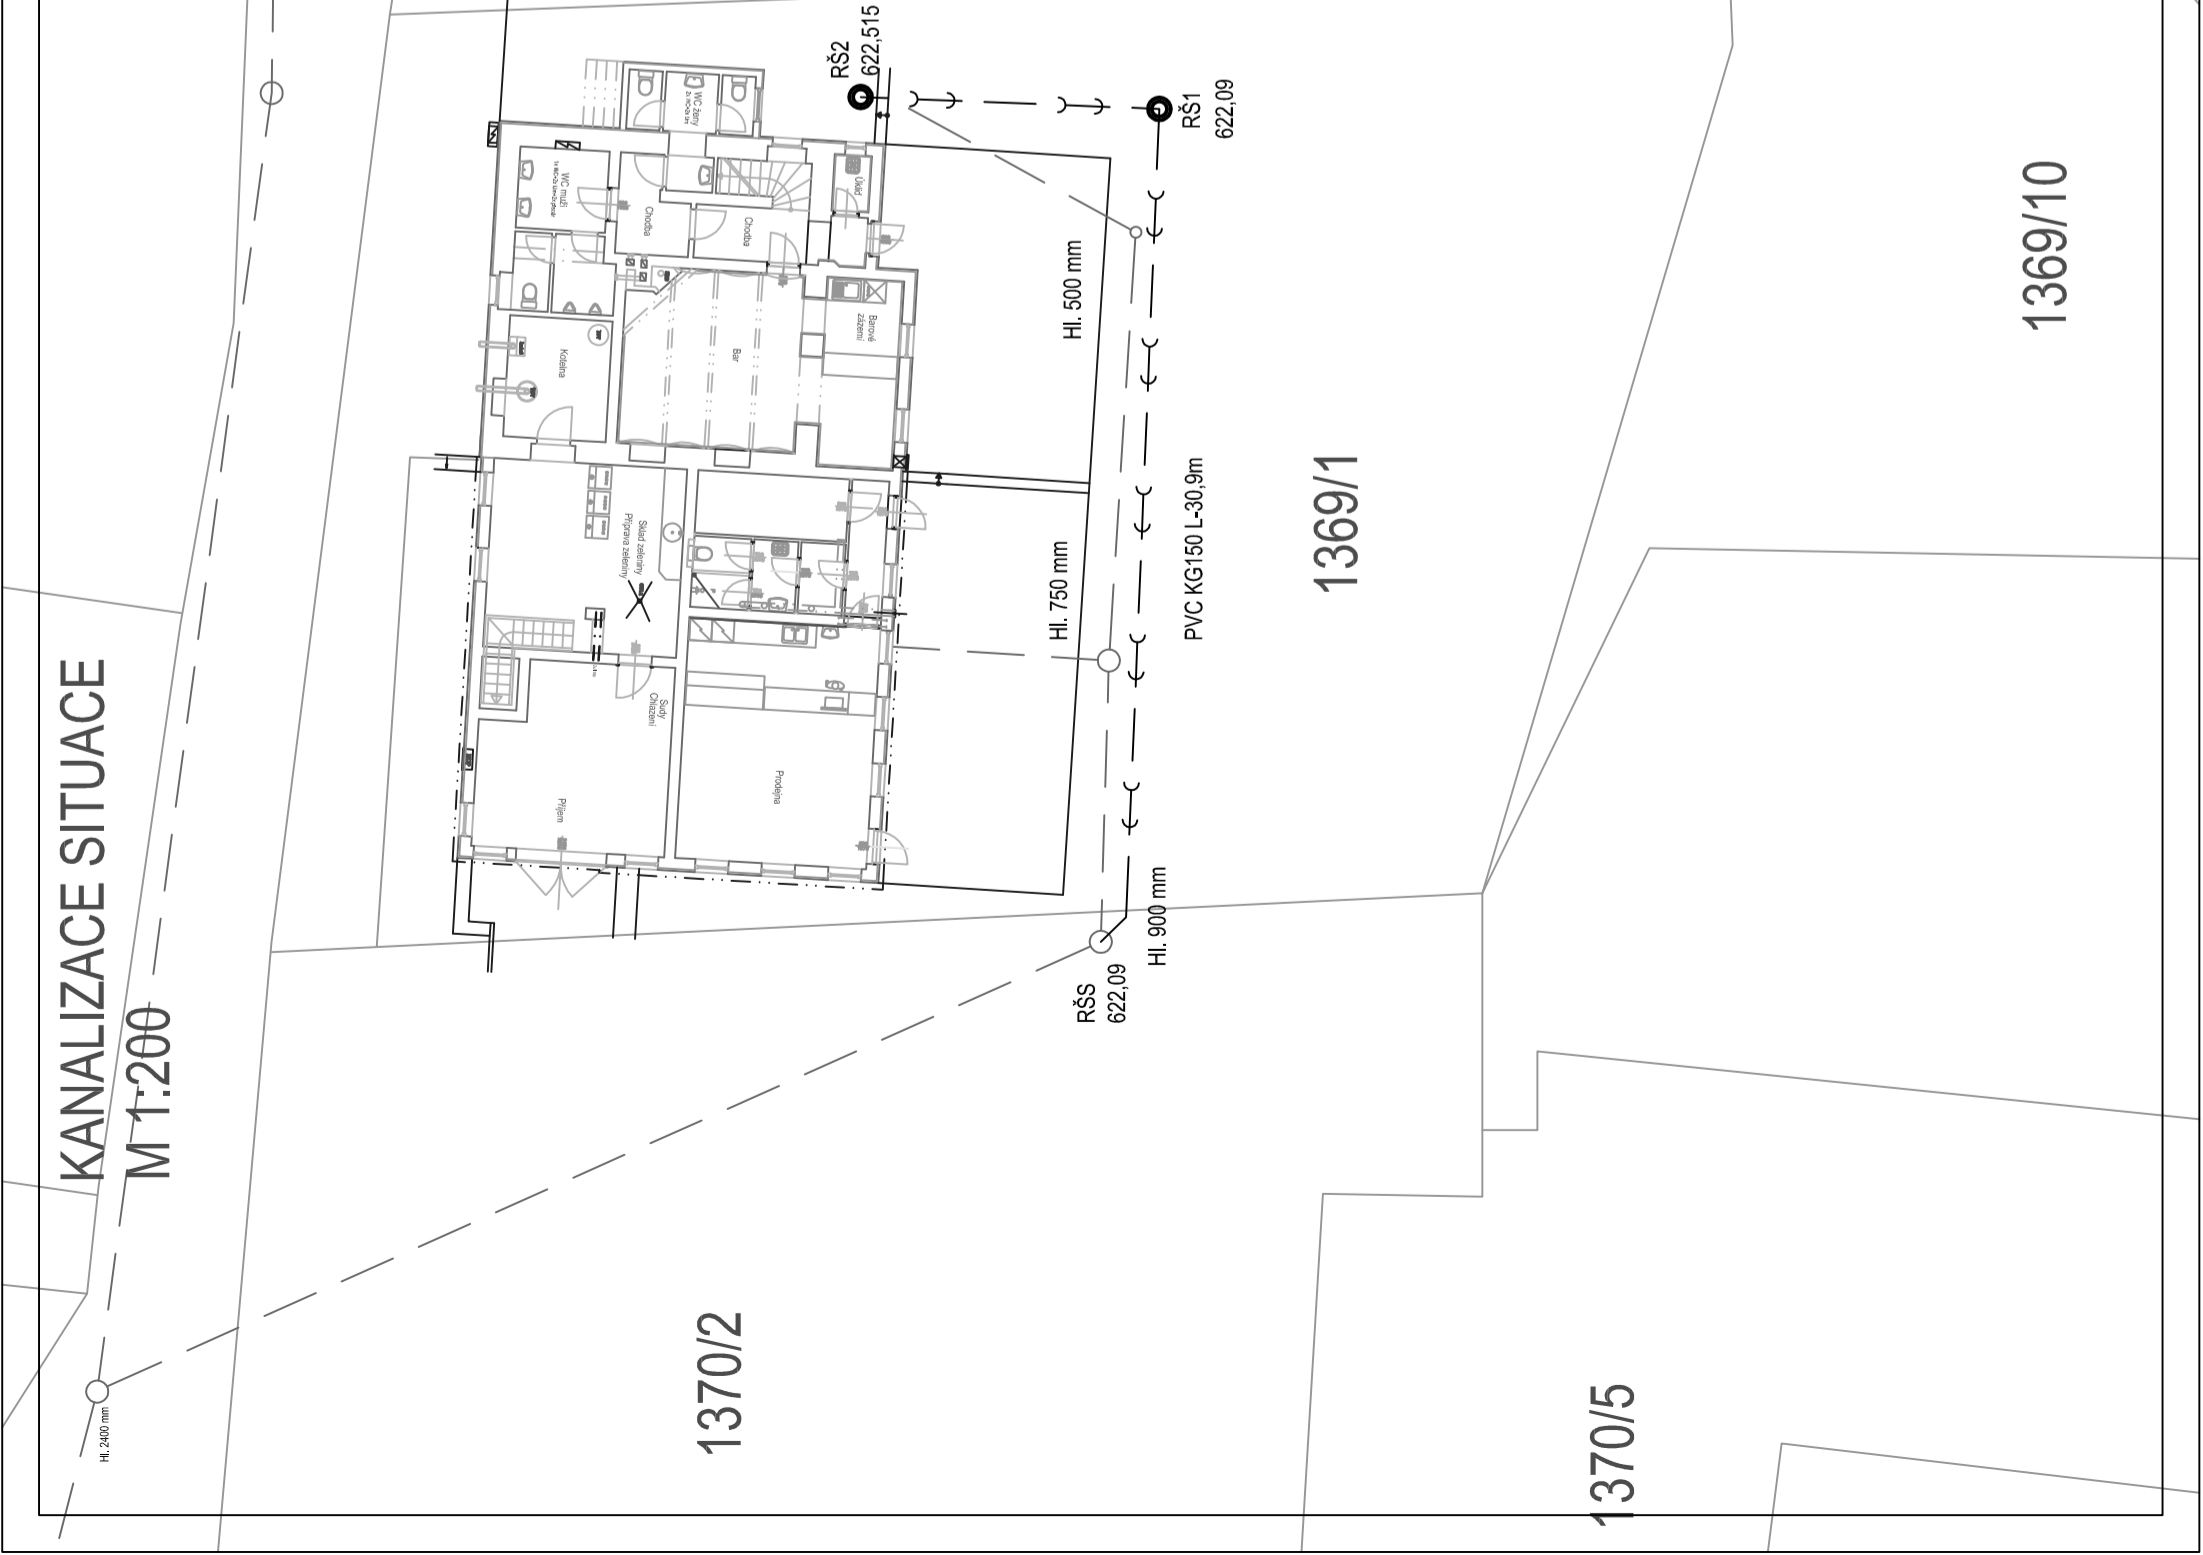 KANALIZACE SITUACE
M 1:200
RŠ2
622,515
RŠ1
622,09
WC ženy
WC muži
Chodba
Chodba
Úklid
Kotelna
Bar
Barové
zázemí
Sklad zeleniny
Příprava zeleniny
Sudy
Chlazení
Příjem
Prodejna
Hl. 500 mm
Hl. 750 mm
PVC KG150 L-30,9m
Hl. 900 mm
RŠS
622,09
Hl. 2400 mm
1369/1
1369/10
1370/2
1370/5